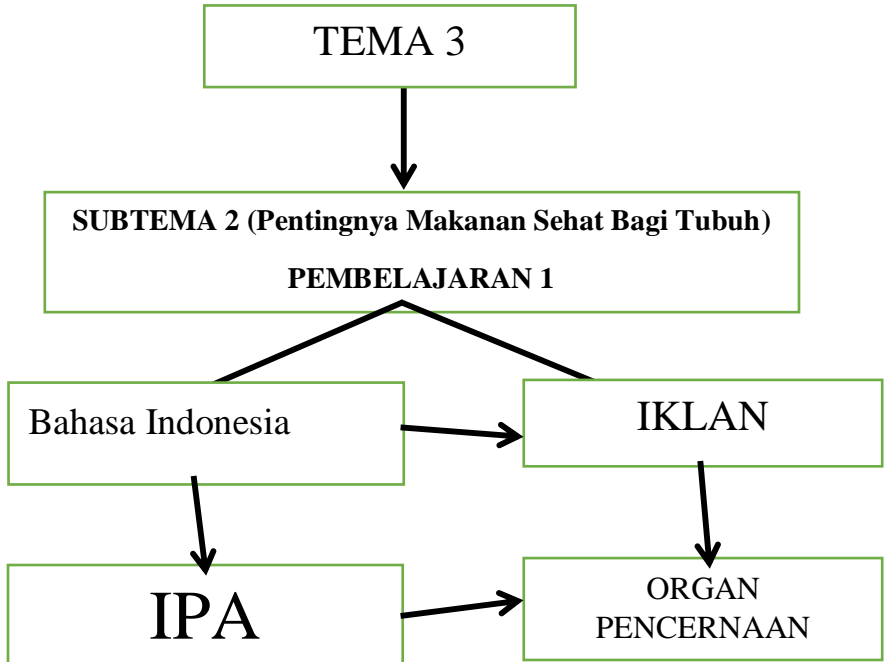 TEMA 3
SUBTEMA 2 (Pentingnya Makanan Sehat Bagi Tubuh)
PEMBELAJARAN 1
Bahasa Indonesia
IKLAN
IPA
ORGAN
PENCERNAAN